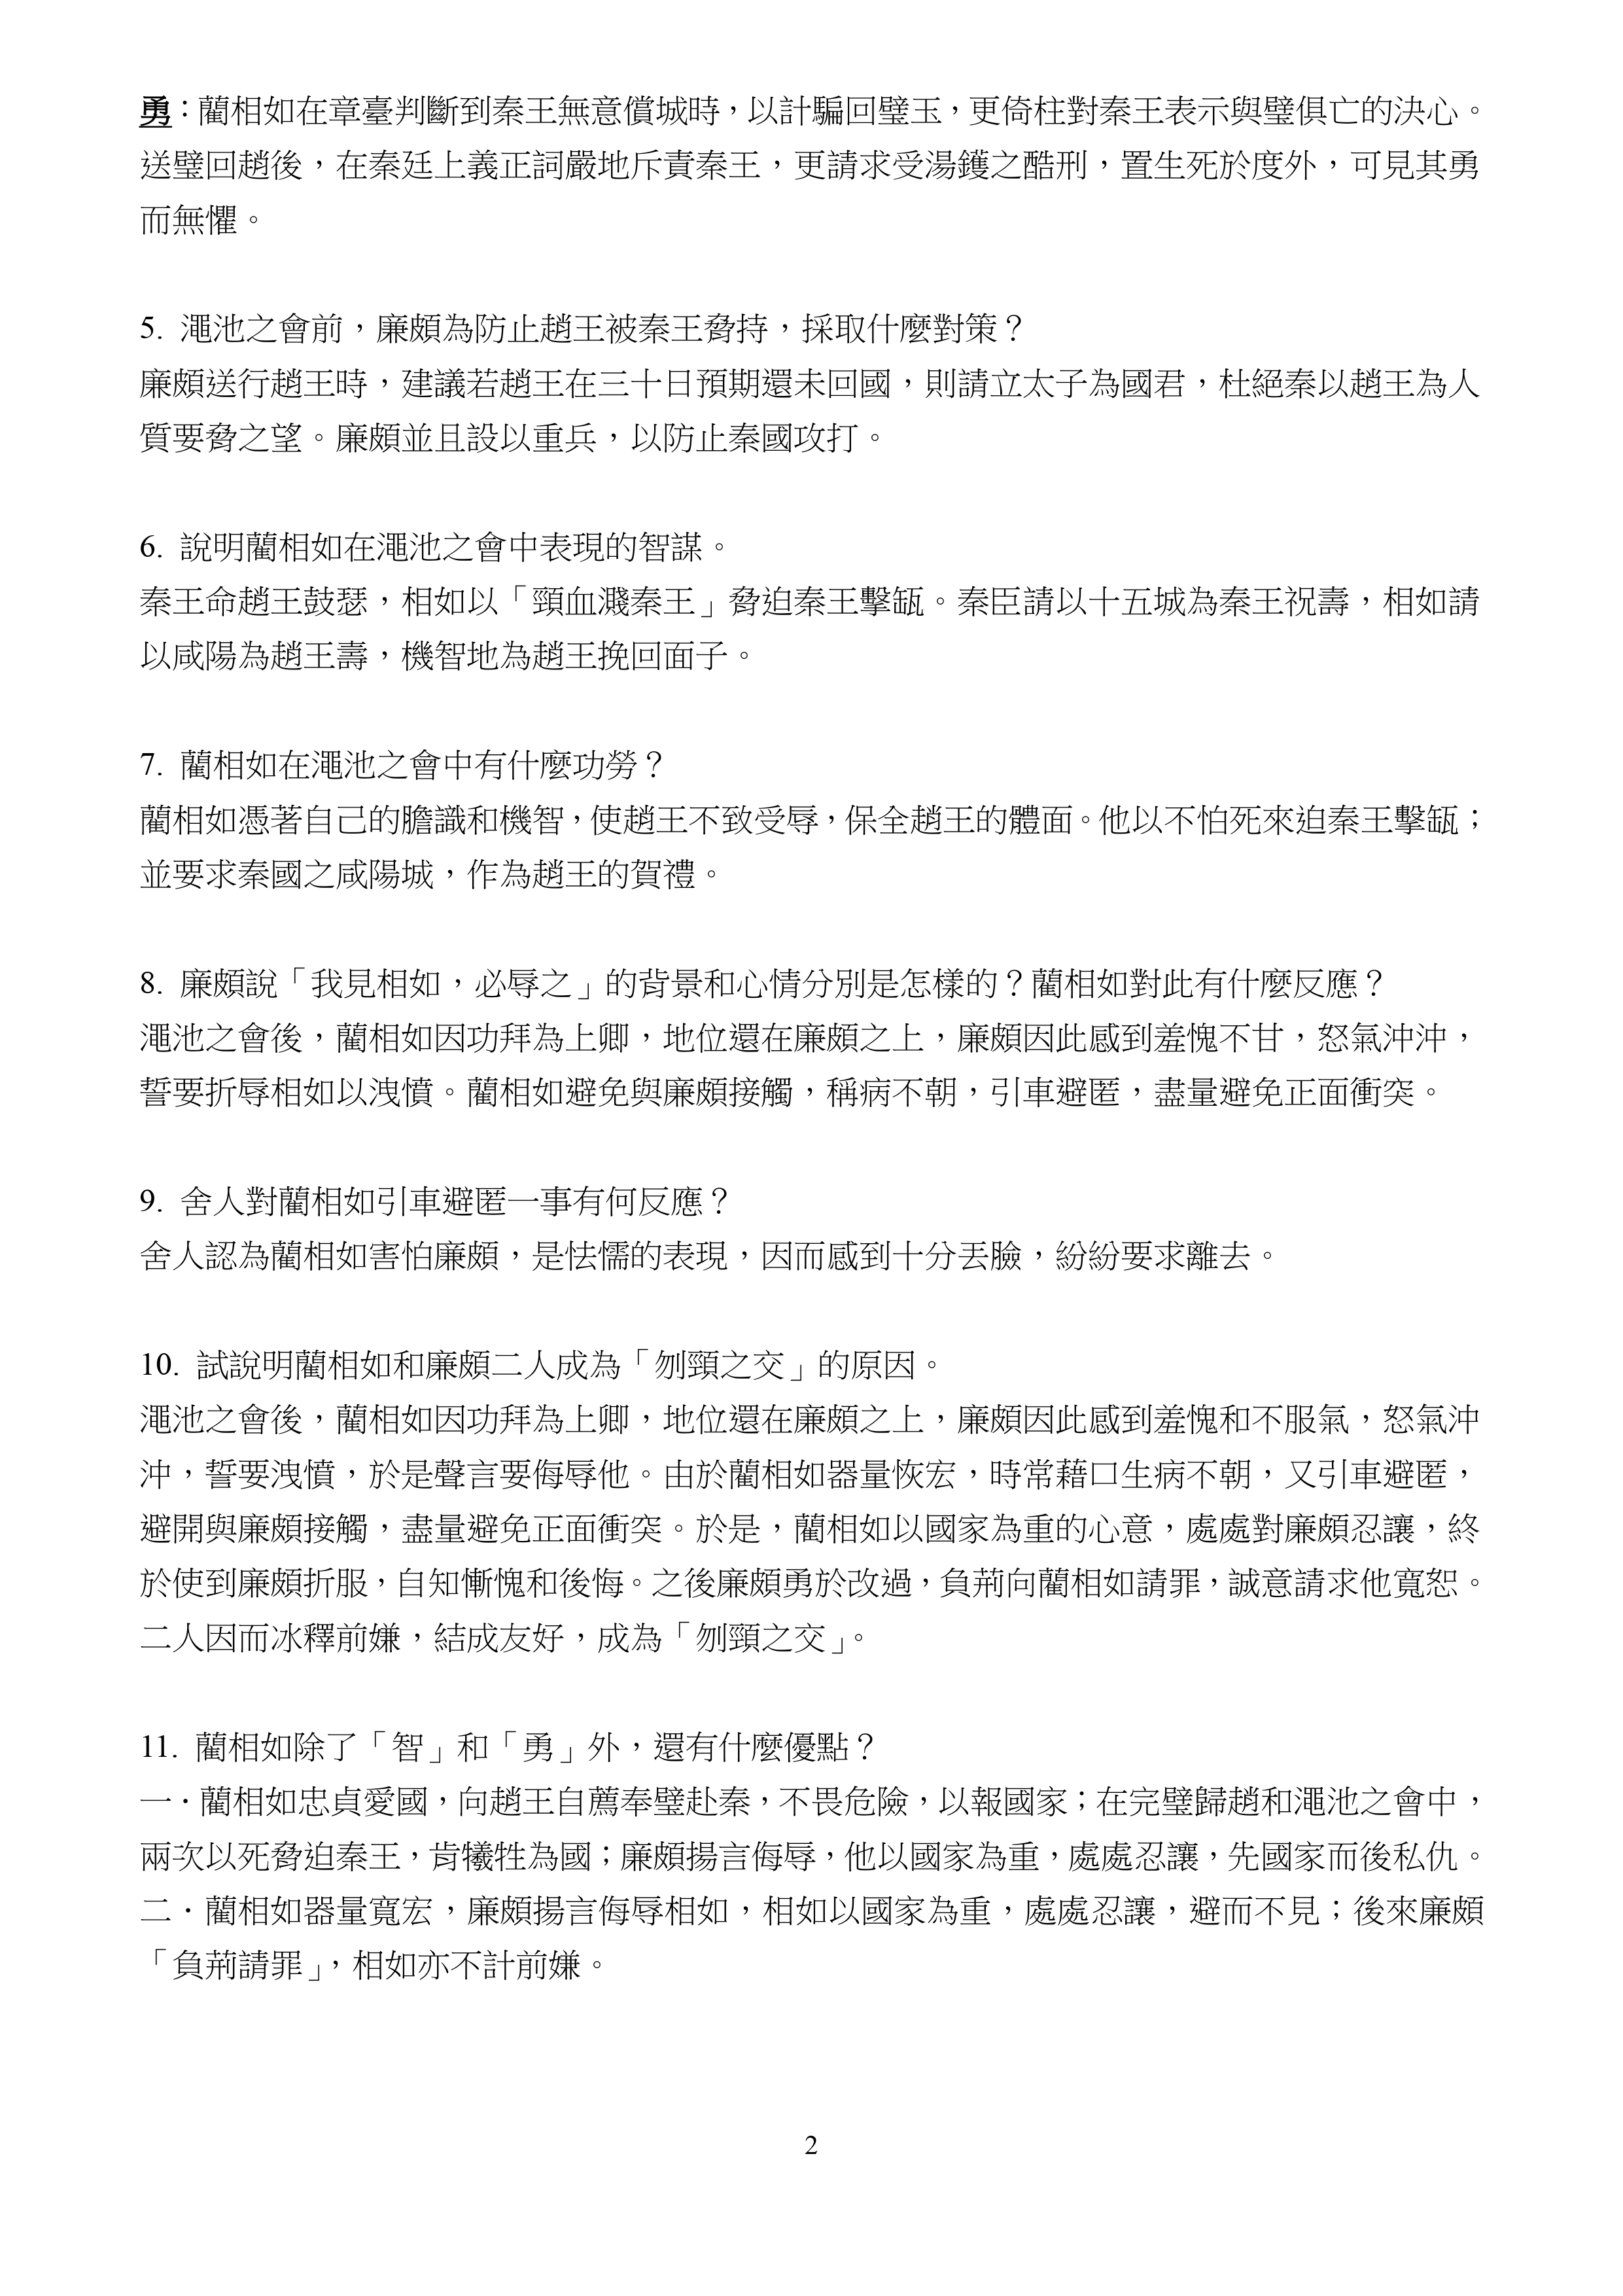 勇：藺相如在章臺判斷到秦王無意償城時，以計騙回璧玉，更倚柱對秦王表示與璧俱亡的決心。
送璧回趙後，在秦廷上義正詞嚴地斥責秦王，更請求受湯鑊之酷刑，置生死於度外，可見其勇
而無懼。
5. 澠池之會前，廉頗為防止趙王被秦王脅持，採取什麼對策？
廉頗送行趙王時，建議若趙王在三十日預期還未回國，則請立太子為國君，杜絕秦以趙王為人
質要脅之望。廉頗並且設以重兵，以防止秦國攻打。
6. 說明藺相如在澠池之會中表現的智謀。
秦王命趙王鼓瑟，相如以「頸血濺秦王」脅迫秦王擊缻。秦臣請以十五城為秦王祝壽，相如請
以咸陽為趙王壽，機智地為趙王挽回面子。
7. 藺相如在澠池之會中有什麼功勞？
藺相如憑著自己的膽識和機智，使趙王不致受辱，保全趙王的體面。他以不怕死來迫秦王擊缻；
並要求秦國之咸陽城，作為趙王的賀禮。
8. 廉頗說「我見相如，必辱之」的背景和心情分別是怎樣的？藺相如對此有什麼反應？
澠池之會後，藺相如因功拜為上卿，地位還在廉頗之上，廉頗因此感到羞愧不甘，怒氣沖沖，
誓要折辱相如以洩憤。藺相如避免與廉頗接觸，稱病不朝，引車避匿，盡量避免正面衝突。
9. 舍人對藺相如引車避匿一事有何反應？
舍人認為藺相如害怕廉頗，是怯懦的表現，因而感到十分丟臉，紛紛要求離去。
10. 試說明藺相如和廉頗二人成為「刎頸之交」的原因。
澠池之會後，藺相如因功拜為上卿，地位還在廉頗之上，廉頗因此感到羞愧和不服氣，怒氣沖
沖，誓要洩憤，於是聲言要侮辱他。由於藺相如器量恢宏，時常藉口生病不朝，又引車避匿，
避開與廉頗接觸，盡量避免正面衝突。於是，藺相如以國家為重的心意，處處對廉頗忍讓，終
於使到廉頗折服，自知慚愧和後悔。之後廉頗勇於改過，負荊向藺相如請罪，誠意請求他寬恕。
二人因而冰釋前嫌，結成友好，成為「刎頸之交」。
11. 藺相如除了「智」和「勇」外，還有什麼優點？
一．藺相如忠貞愛國，向趙王自薦奉璧赴秦，不畏危險，以報國家；在完璧歸趙和澠池之會中，
兩次以死脅迫秦王，肯犧牲為國；廉頗揚言侮辱，他以國家為重，處處忍讓，先國家而後私仇。
二．藺相如器量寬宏，廉頗揚言侮辱相如，相如以國家為重，處處忍讓，避而不見；後來廉頗
「負荊請罪」，相如亦不計前嫌。
2